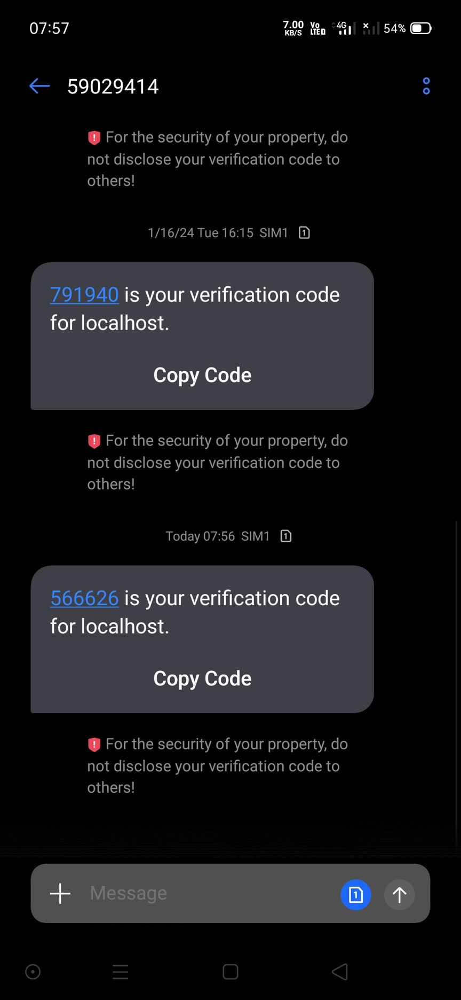 07:57
7.00 KB/S Vo LTED 4G 54%
59029414
For the security of your property, do
not disclose your verification code to
others!
1/16/24 Tue 16:15 SIM1 1
791940 is your verification code
for localhost.
Copy Code
For the security of your property, do
not disclose your verification code to
others!
Today 07:56 SIM1 1
566626 is your verification code
for localhost.
Copy Code
For the security of your property, do
not disclose your verification code to
others!
Message 1